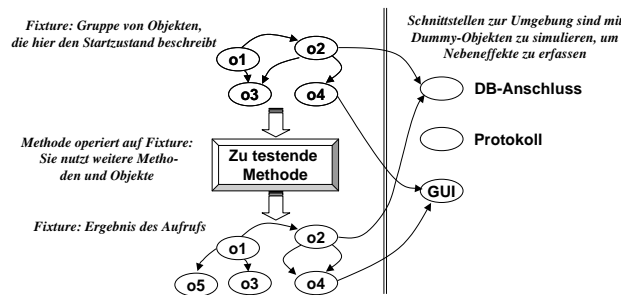 Fixture: Gruppe von Objekten,
die hier den Startzustand beschreibt
Schnittstellen zur Umgebung sind mit
Dummy-Objekten zu simulieren, um
Nebeneffekte zu erfassen
o1
o2
o3
o4
DB-Anschluss
Protokoll
GUI
Methode operiert auf Fixture:
Sie nutzt weitere Metho-
den und Objekte
Zu testende
Methode
Fixture: Ergebnis des Aufrufs
o1
o2
o5
o3
o4